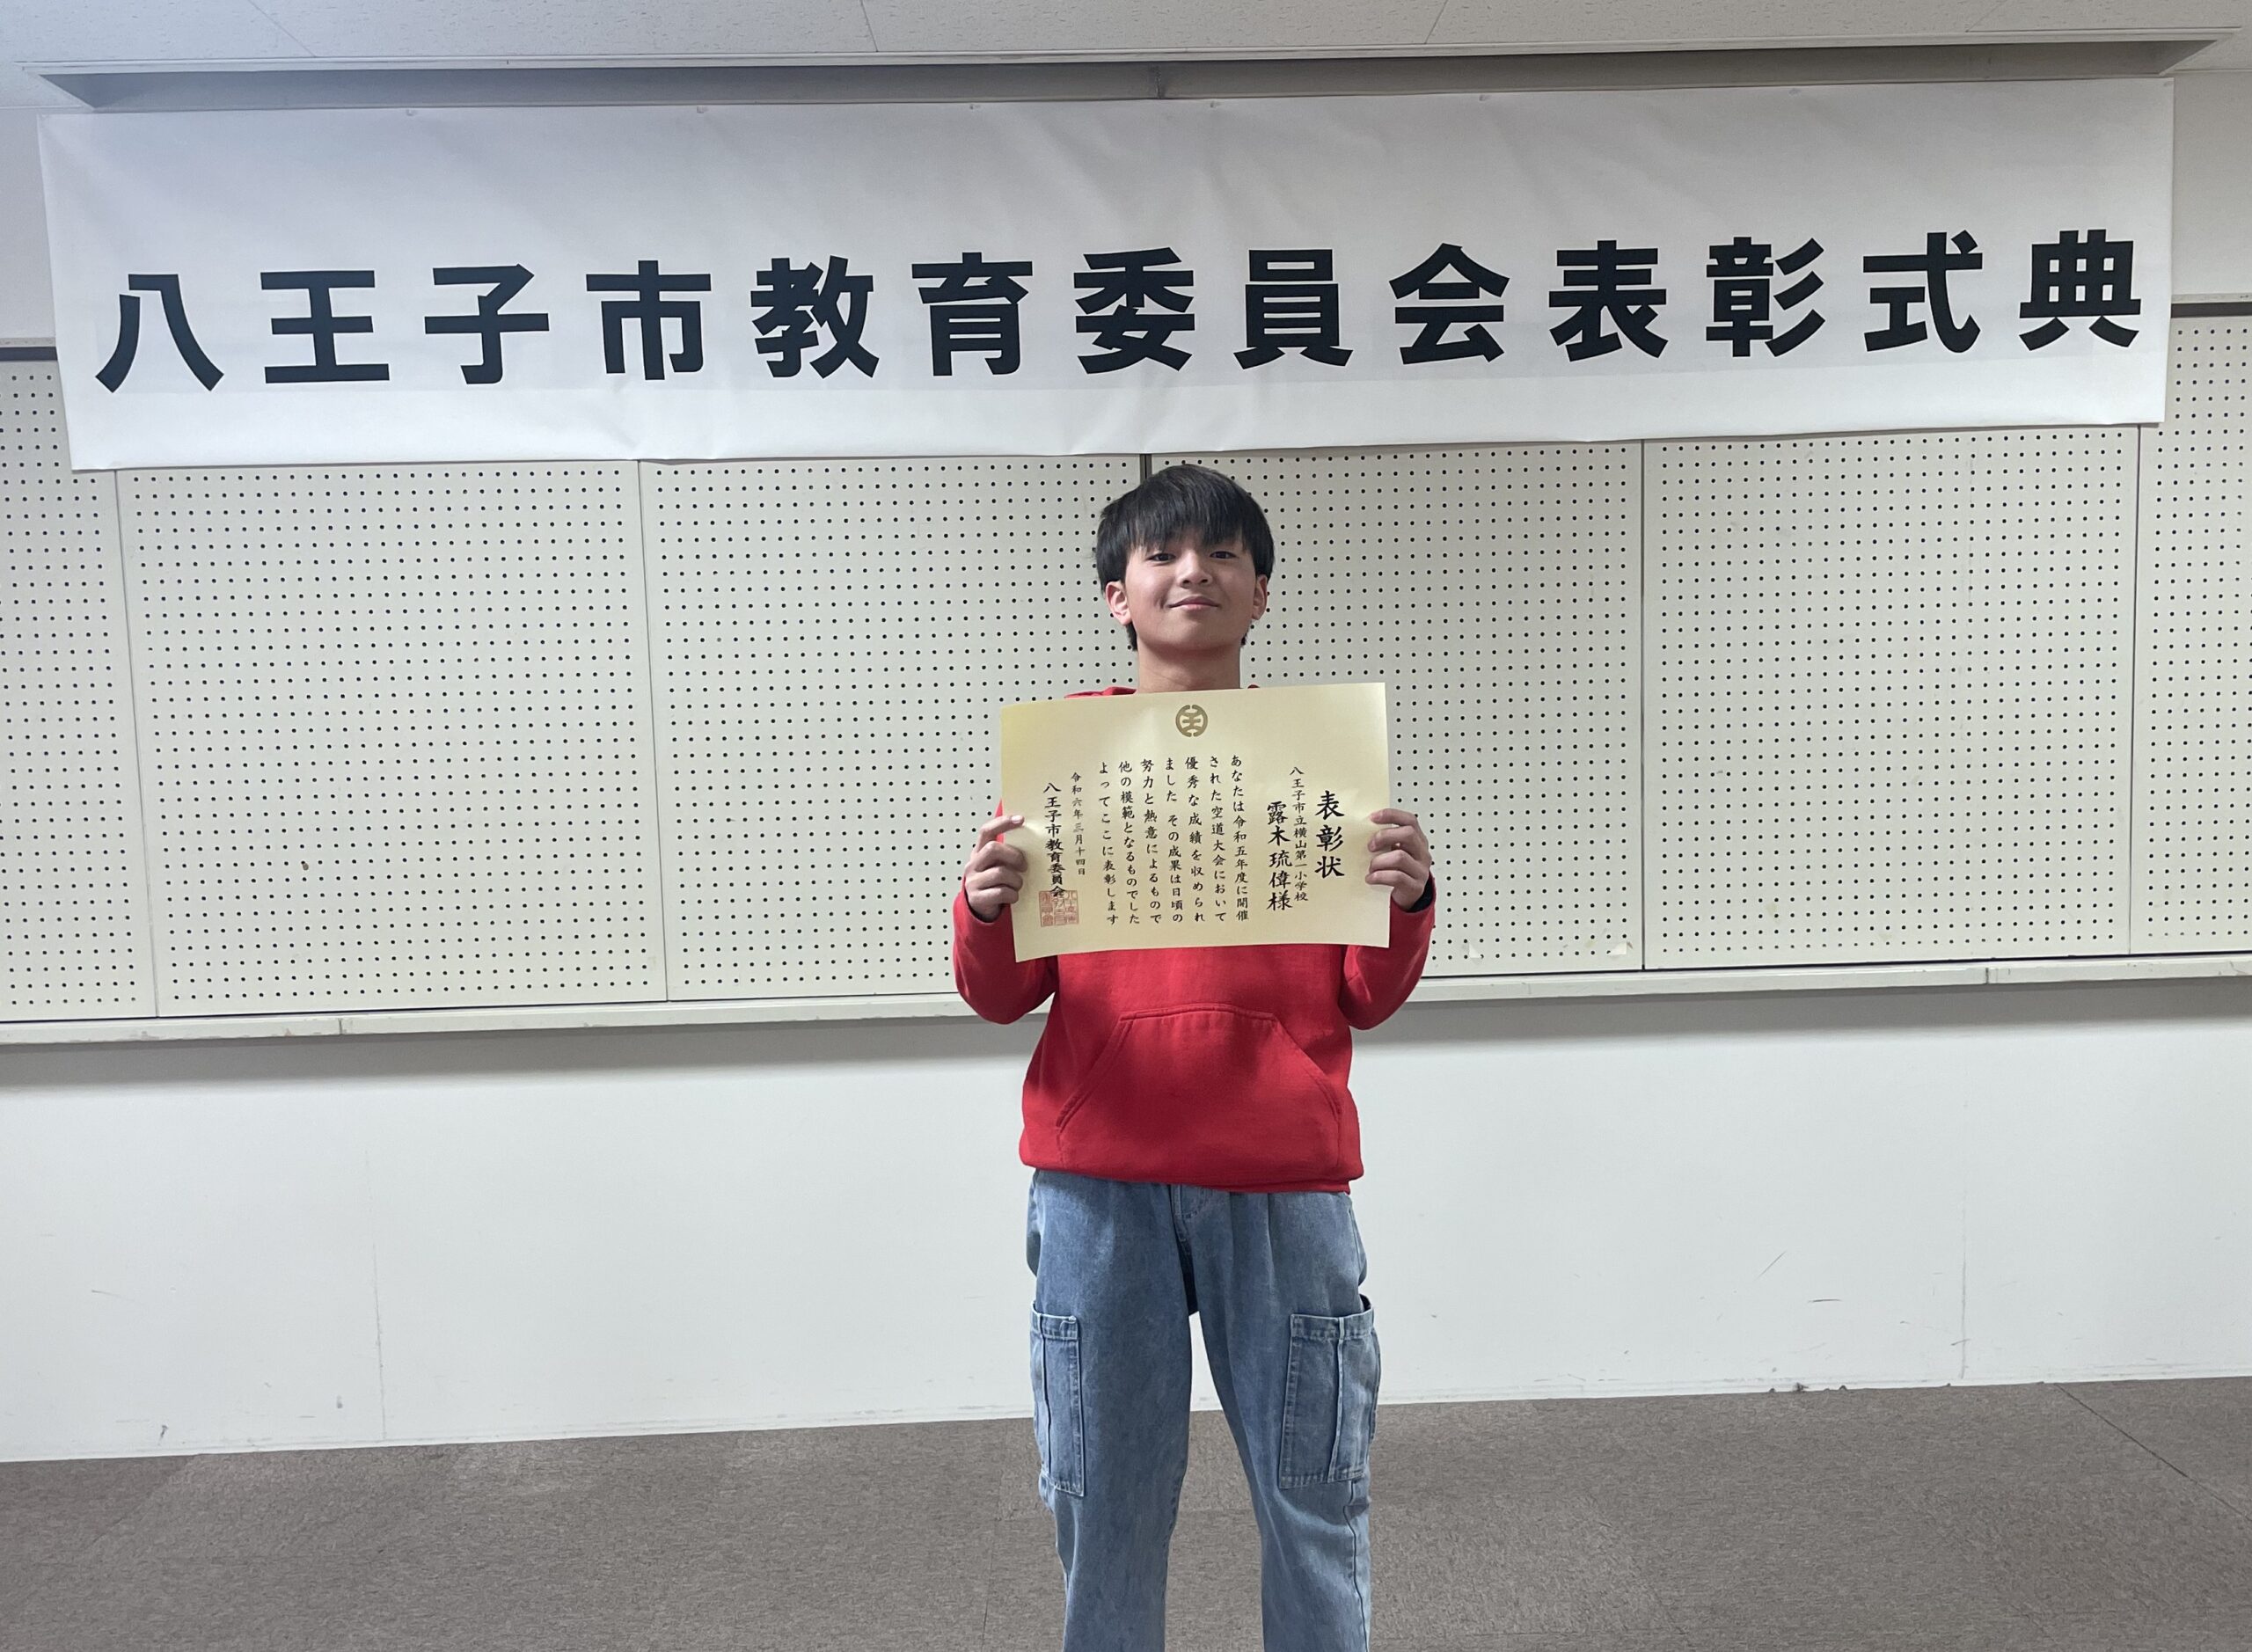 八王子市教育委員会表彰式典
表彰状
八王子市立横山第一小学校
露木琉偉様
あなたは令和五年度に開催
された空道大会において
優秀な成績を収められ
ました その成果は日頃の
努力と熱意によるもので
他の模範となるものでした
よってここに表彰します
令和六年三月十四日
八王子市教育委員会